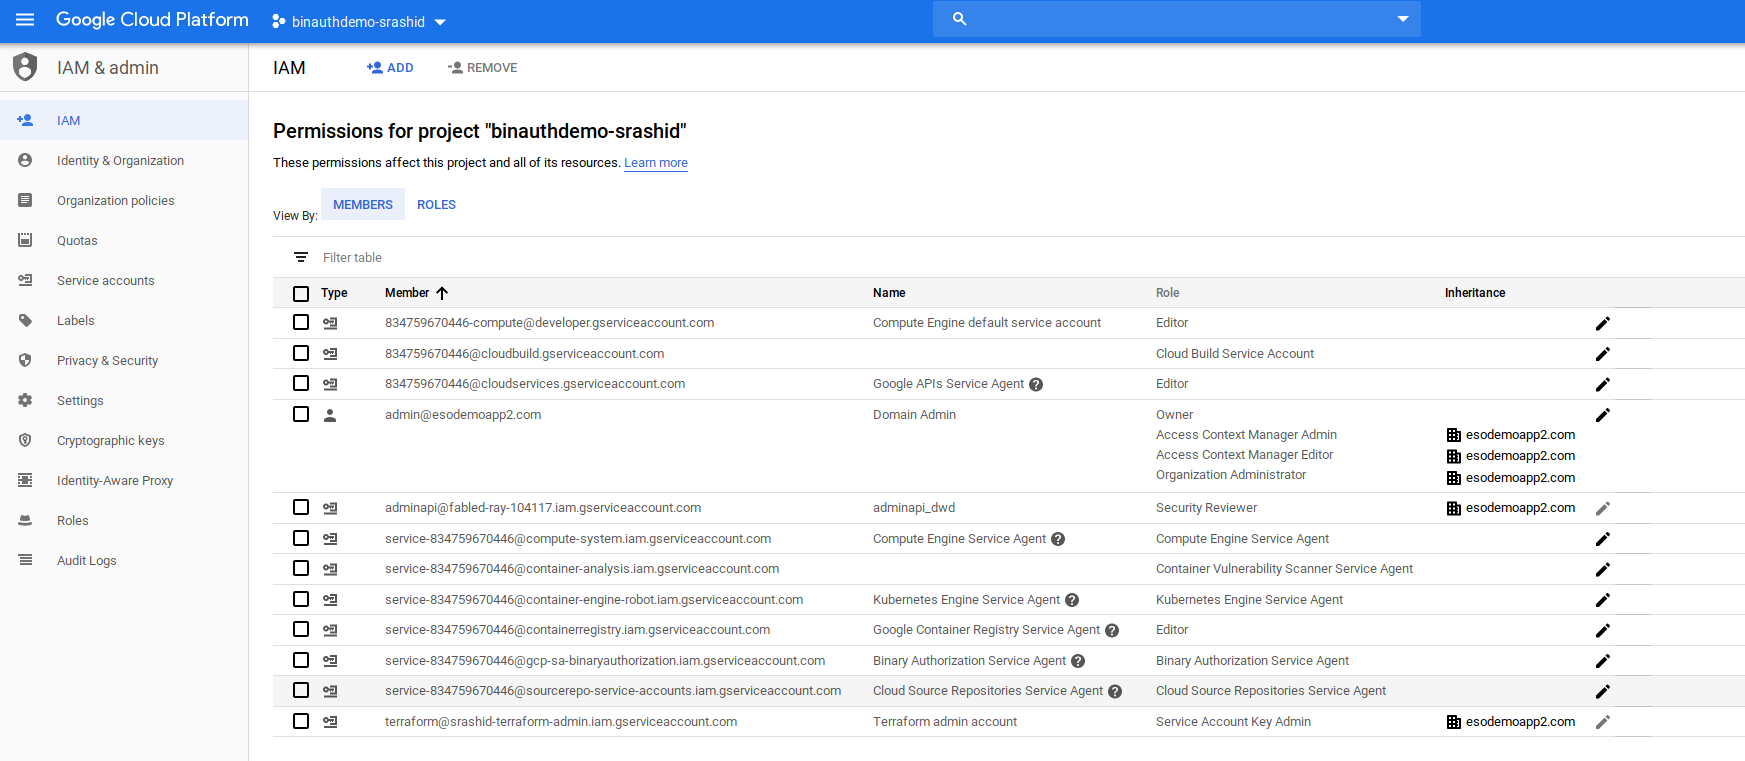 Google Cloud Platform binauthdemo-srashid
IAM & admin
IAM ADD REMOVE
IAM
Identity & Organization
Organization policies
Quotas
Service accounts
Labels
Privacy & Security
Settings
Cryptographic keys
Identity-Aware Proxy
Roles
Audit Logs
Permissions for project "binauthdemo-srashid"
These permissions affect this project and all of its resources. Learn more
View By: MEMBERS ROLES
Filter table
Type Member Name Role Inheritance
834759670446-compute@developer.gserviceaccount.com Compute Engine default service account Editor
834759670446@cloudbuild.gserviceaccount.com Cloud Build Service Account
834759670446@cloudservices.gserviceaccount.com Google APIs Service Agent Editor
admin@esodemoapp2.com Domain Admin Owner
Access Context Manager Admin esodemoapp2.com
Access Context Manager Editor esodemoapp2.com
Organization Administrator esodemoapp2.com
adminapi@fabled-ray-104117.iam.gserviceaccount.com adminapi_dwd Security Reviewer esodemoapp2.com
service-834759670446@compute-system.iam.gserviceaccount.com Compute Engine Service Agent Compute Engine Service Agent
service-834759670446@container-analysis.iam.gserviceaccount.com Container Vulnerability Scanner Service Agent
service-834759670446@container-engine-robot.iam.gserviceaccount.com Kubernetes Engine Service Agent Kubernetes Engine Service Agent
service-834759670446@containerregistry.iam.gserviceaccount.com Google Container Registry Service Agent Editor
service-834759670446@gcp-sa-binaryauthorization.iam.gserviceaccount.com Binary Authorization Service Agent Binary Authorization Service Agent
service-834759670446@sourcerepo-service-accounts.iam.gserviceaccount.com Cloud Source Repositories Service Agent Cloud Source Repositories Service Agent
terraform@srashid-terraform-admin.iam.gserviceaccount.com Terraform admin account Service Account Key Admin esodemoapp2.com